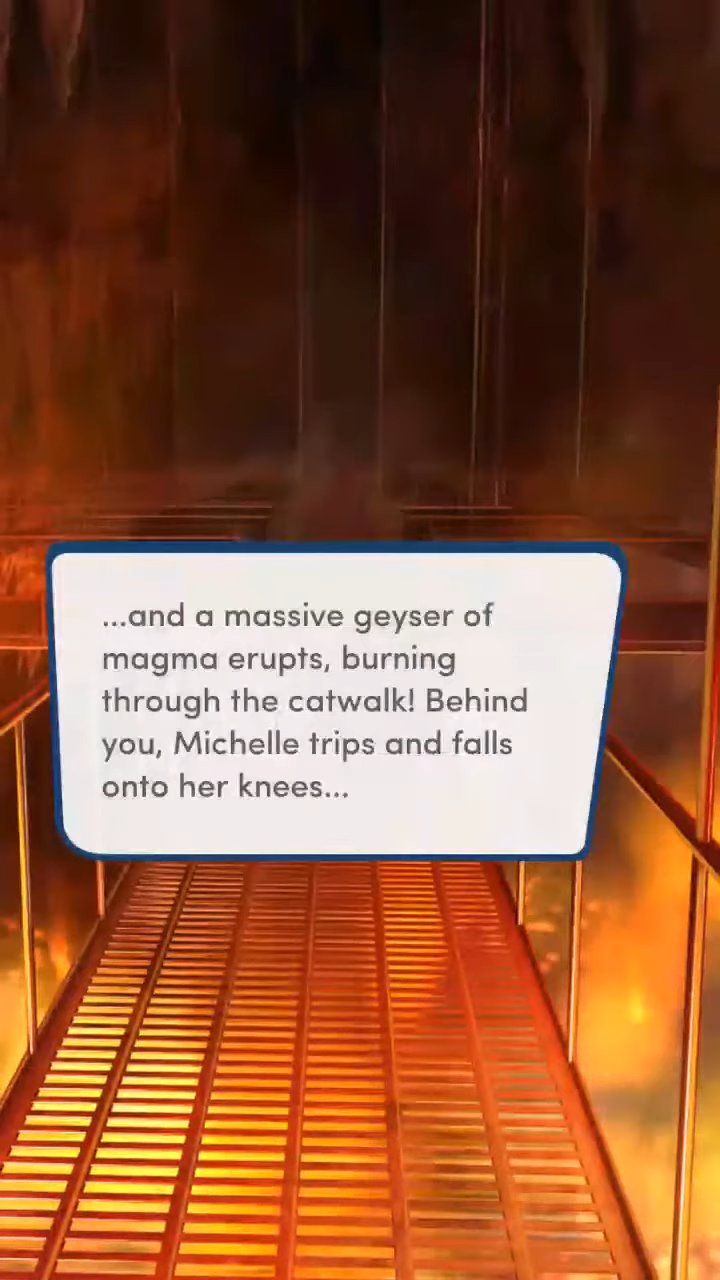 ...and a massive geyser of
magma erupts, burning
through the catwalk! Behind
you, Michelle trips and falls
onto her knees...